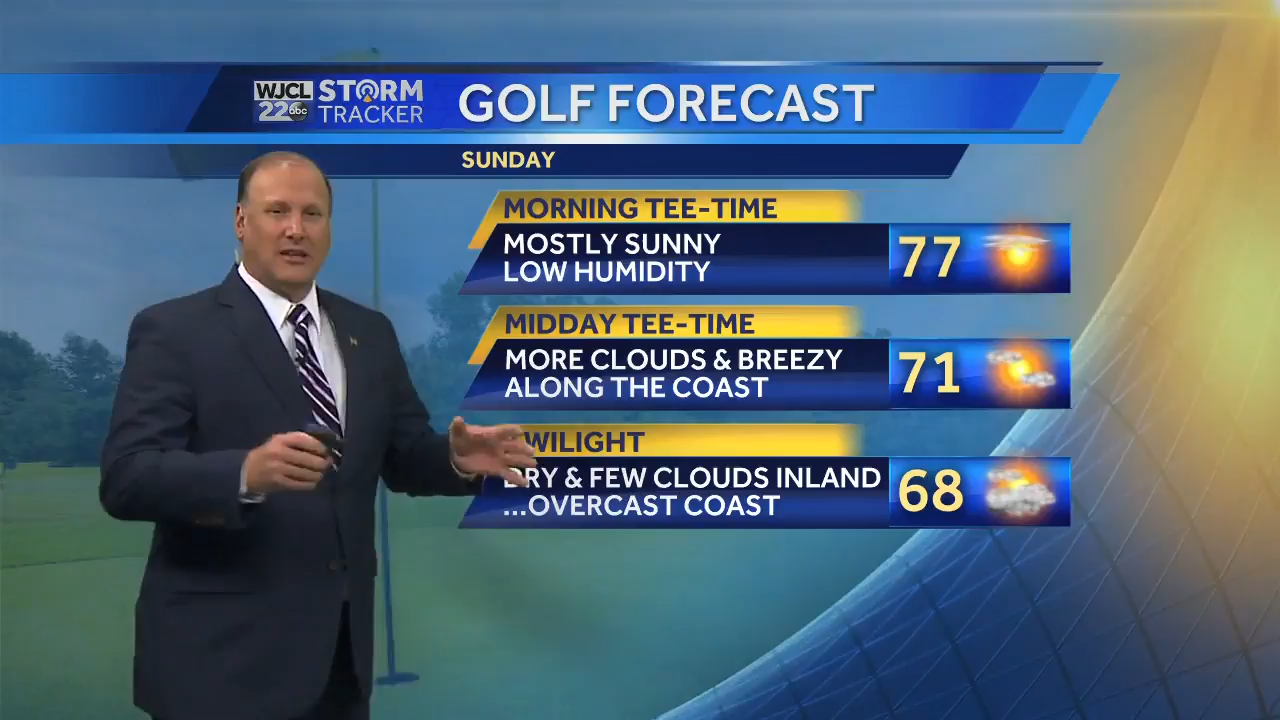 WJCL
22 abc
STORM
TRACKER
GOLF FORECAST
SUNDAY
MORNING TEE-TIME
MOSTLY SUNNY
LOW HUMIDITY
77
MIDDAY TEE-TIME
MORE CLOUDS & BREEZY
ALONG THE COAST
71
WILIGHT
DRY & FEW CLOUDS INLAND
...OVERCAST COAST
68